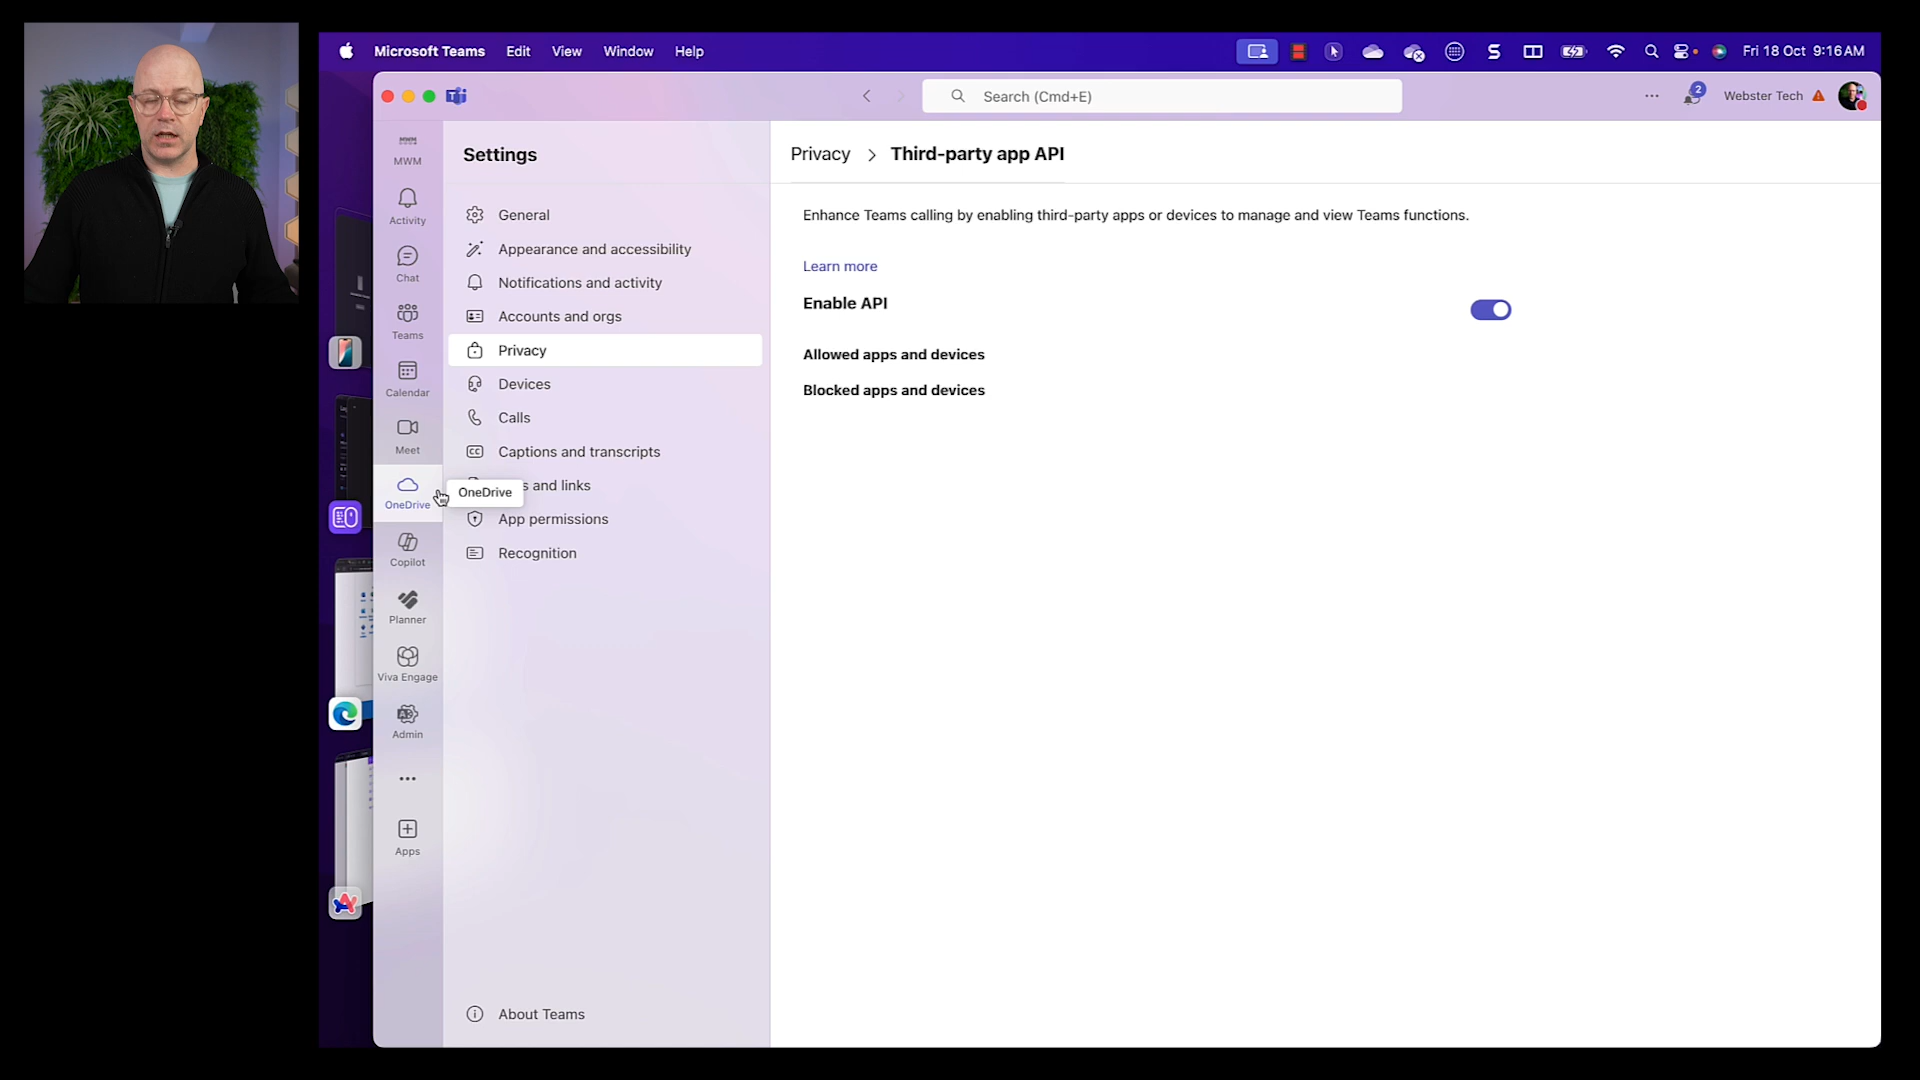 Microsoft Teams Edit View Window Help
Fri 18 Oct 9:16 AM
Search (Cmd+E)
2
Webster Tech
MWM
Activity
Chat
Teams
Calendar
Meet
OneDrive
Copilot
Planner
Viva Engage
Admin
Apps
Settings
General
Appearance and accessibility
Notifications and activity
Accounts and orgs
Privacy
Devices
Calls
Captions and transcripts
s and links
OneDrive
App permissions
Recognition
About Teams
Privacy > Third-party app API
Enhance Teams calling by enabling third-party apps or devices to manage and view Teams functions.
Learn more
Enable API
Allowed apps and devices
Blocked apps and devices